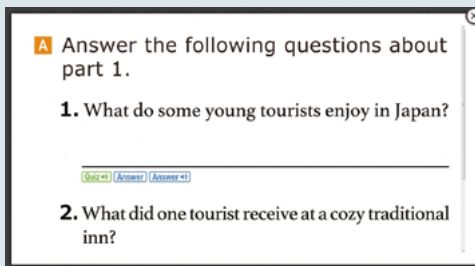 A Answer the following questions about
part 1.
1. What do some young tourists enjoy in Japan?
Quiz Answer Answer
2. What did one tourist receive at a cozy traditional
inn?